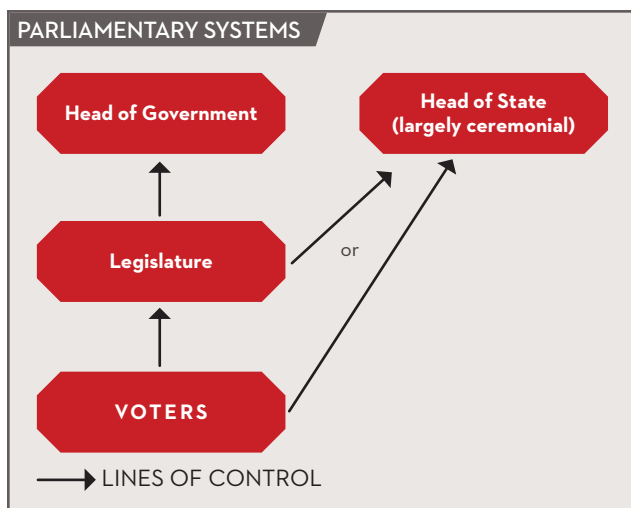 PARLIAMENTARY SYSTEMS
Head of Government
Head of State
(largely ceremonial)
Legislature
or
VOTERS
LINES OF CONTROL